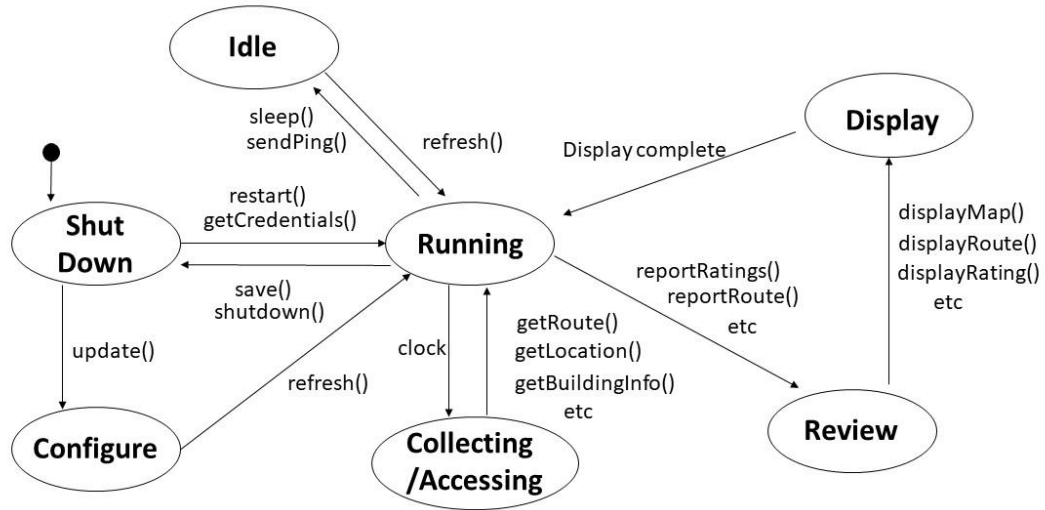 Idle
sleep()
sendPing()
refresh()
Display
Display complete
restart()
getCredentials()
Shut
Down
Running
displayMap()
displayRoute()
displayRating()
etc
save()
shutdown()
reportRatings()
reportRoute()
etc
update()
clock
getRoute()
getLocation()
getBuildingInfo()
etc
refresh()
Configure
Collecting
/Accessing
Review